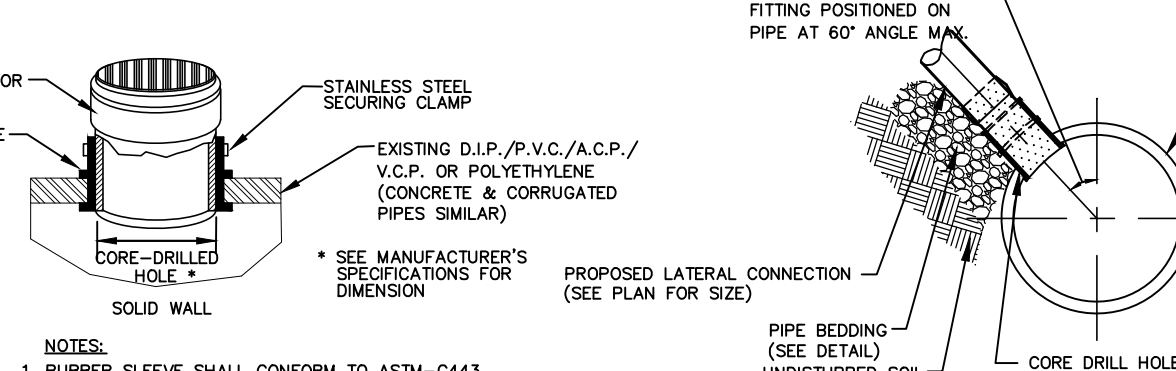 FITTING POSITIONED ON
PIPE AT 60° ANGLE MAX.
OR
STAINLESS STEEL
SECURING CLAMP
EXISTING D.I.P./P.V.C./A.C.P./
V.C.P. OR POLYETHYLENE
(CONCRETE & CORRUGATED
PIPES SIMILAR)
CORE-DRILLED
HOLE *
* SEE MANUFACTURER'S
SPECIFICATIONS FOR
DIMENSION
SOLID WALL
PROPOSED LATERAL CONNECTION
(SEE PLAN FOR SIZE)
PIPE BEDDING
(SEE DETAIL)
UNDISTURBED SOIL
CORE DRILL HOLE
NOTES:
1. RUBBER SLEEVE SHALL CONFORM TO ASTM-C443